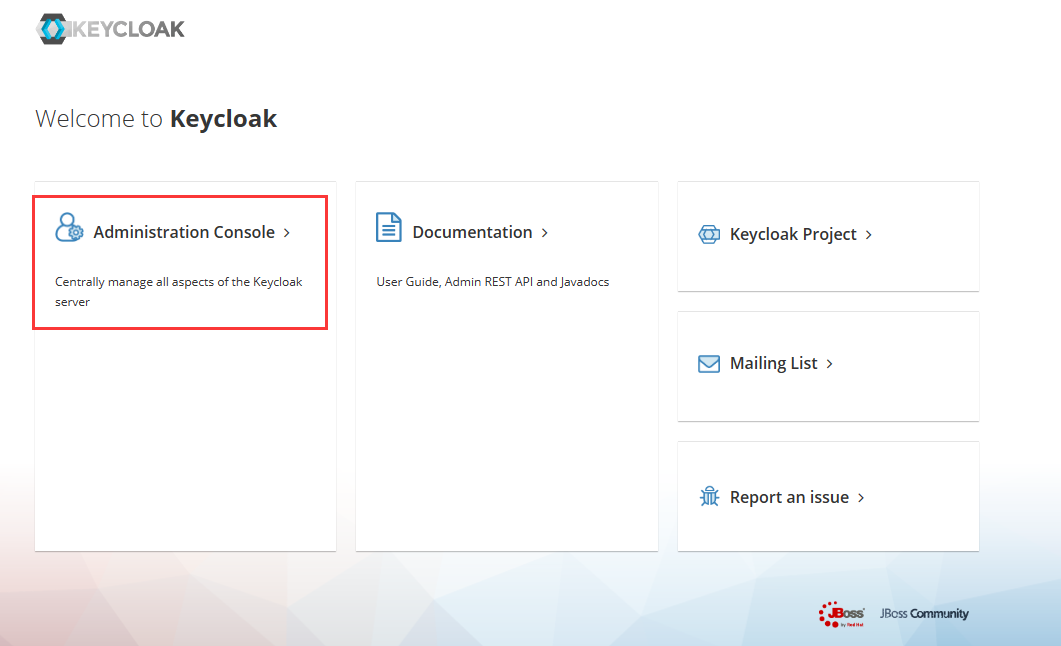 KEYCLOAK
Welcome to Keycloak
Administration Console
Centrally manage all aspects of the Keycloak
server
Documentation
User Guide, Admin REST API and Javadocs
Keycloak Project
Mailing List
Report an issue
JBoss
by Red Hat
JBoss Community